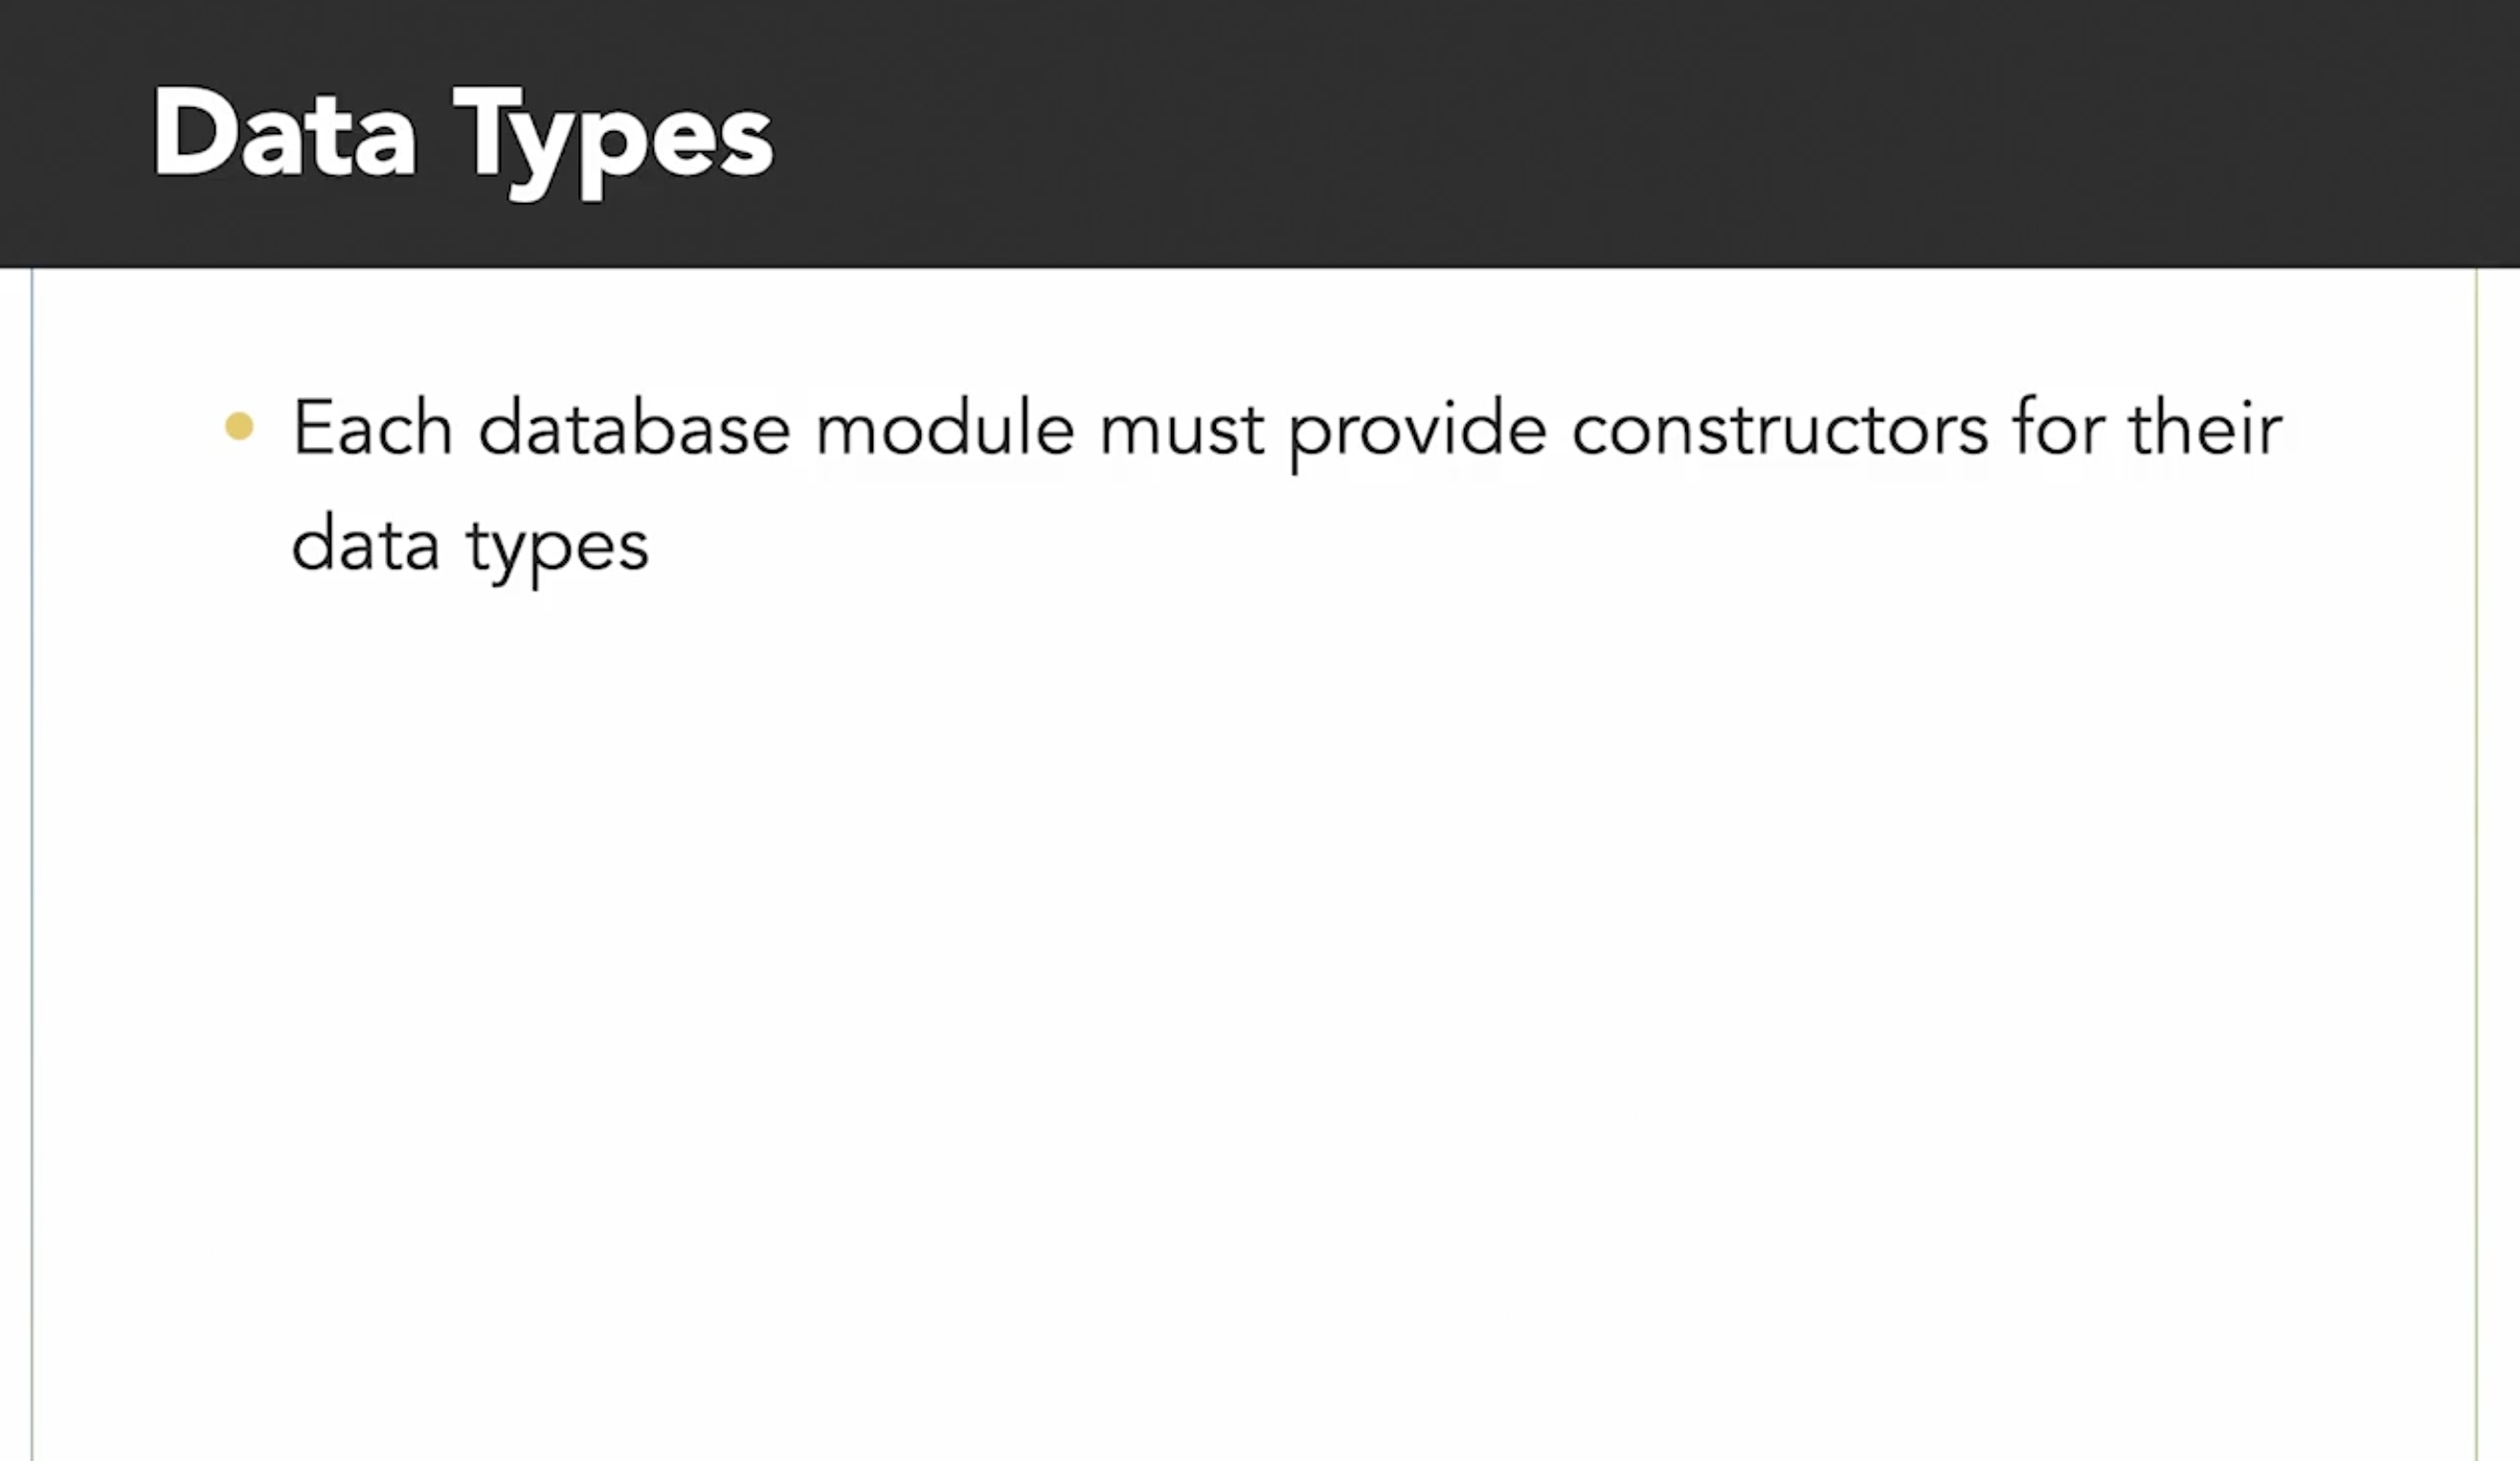 Data Types
Each database module must provide constructors for their
data types